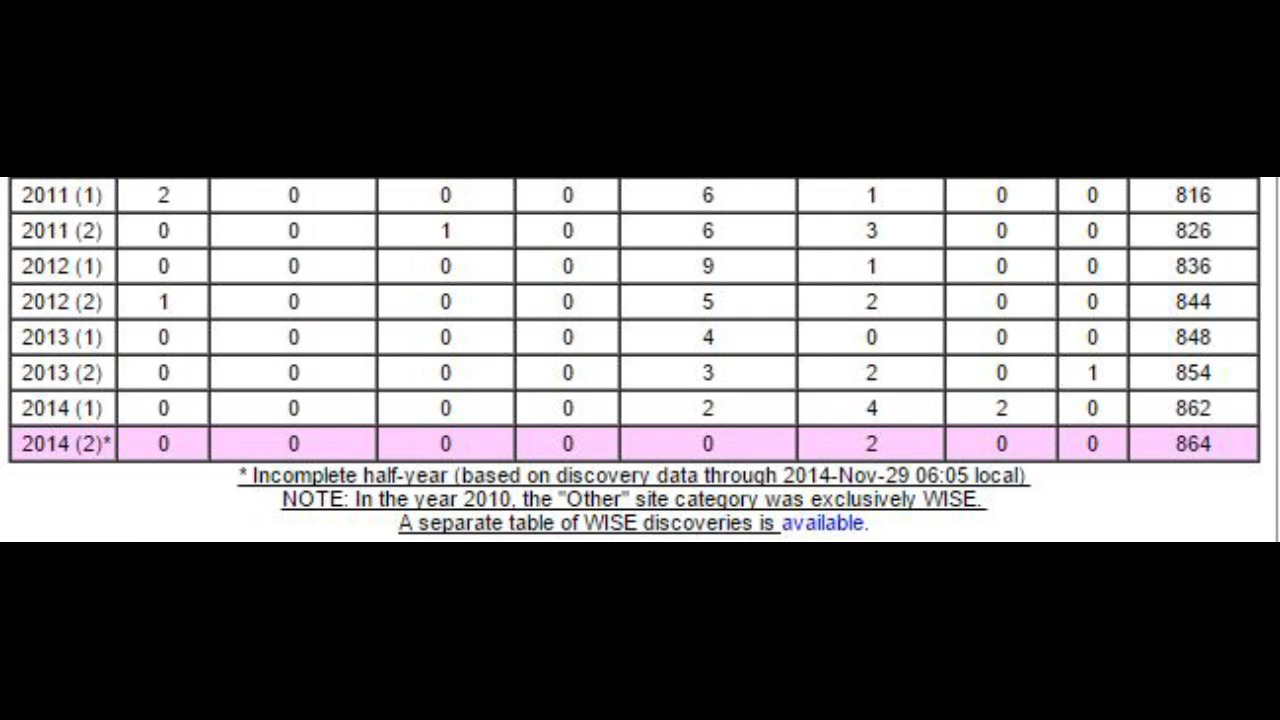 2011 (1) 2 0 0 0 6 1 0 0 816
2011 (2) 0 0 1 0 6 3 0 0 826
2012 (1) 0 0 0 0 9 1 0 0 836
2012 (2) 1 0 0 0 5 2 0 0 844
2013 (1) 0 0 0 0 4 0 0 0 848
2013 (2) 0 0 0 0 3 2 0 1 854
2014 (1) 0 0 0 0 2 4 2 0 862
2014 (2)* 0 0 0 0 0 2 0 0 864
* Incomplete half-year (based on discovery data through 2014-Nov-29 06:05 local)
NOTE: In the year 2010, the "Other" site category was exclusively WISE.
A separate table of WISE discoveries is available.